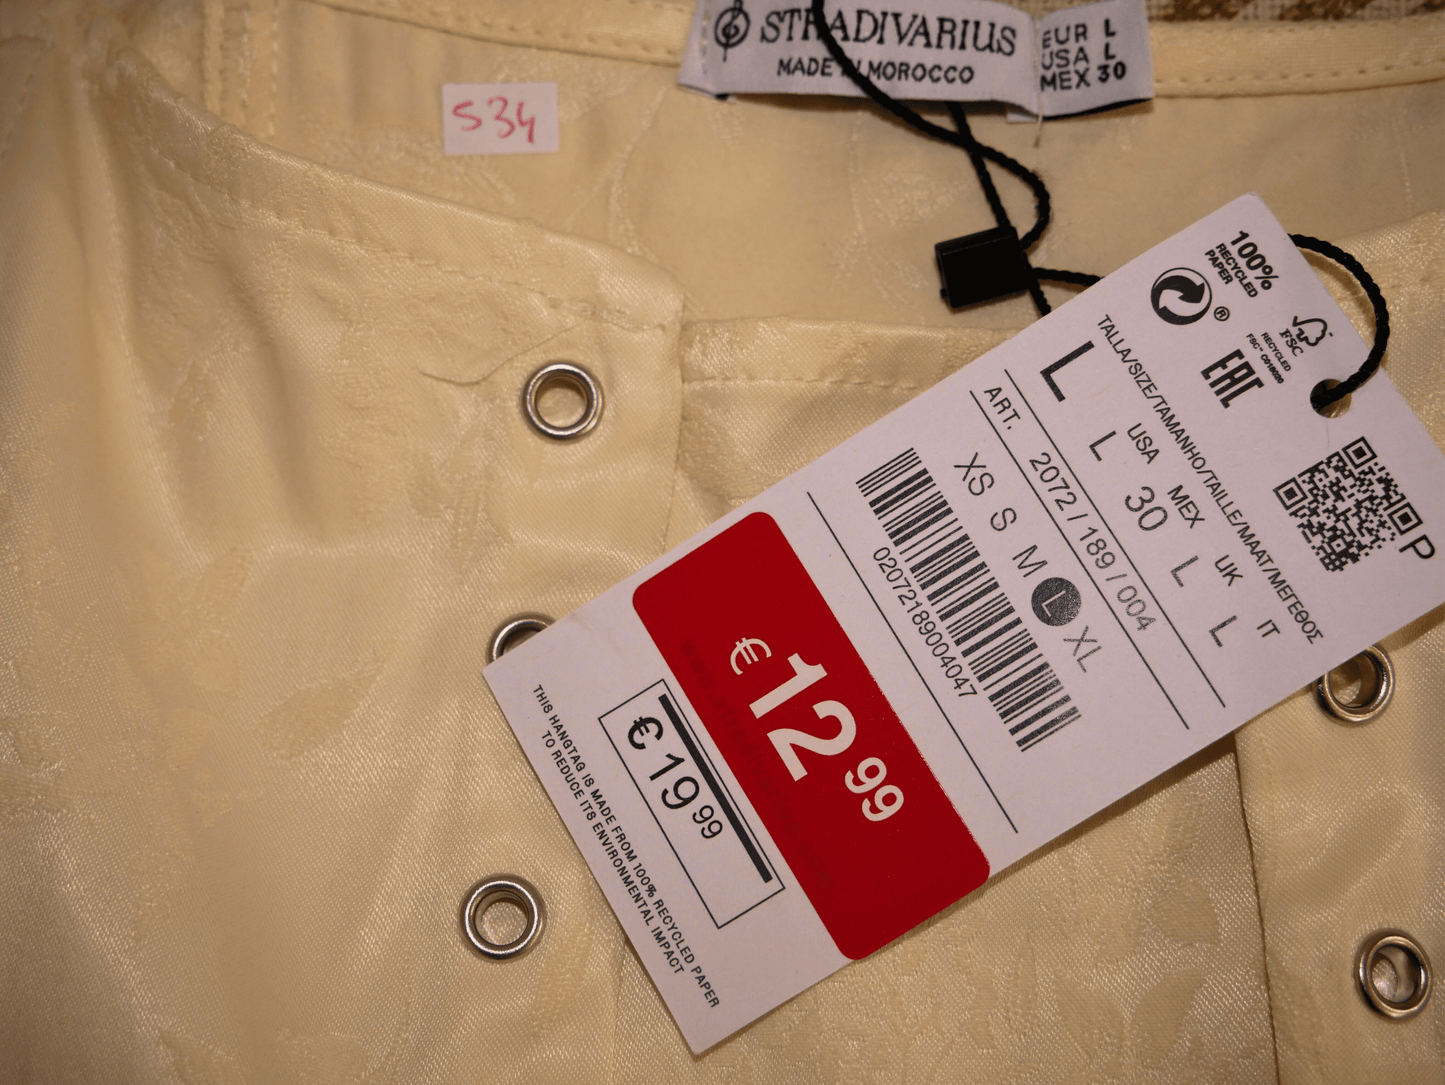 STRADIVARIUS
MADE IN MOROCCO
EUR L
USA L
MEX 30
S34
100%
RECYCLED
PAPER
®
FSC
RECYCLED
FSC™ C019020
EAC
TALLA/SIZE/TAMANHO/TAILLE/MAAT/ΜΕΓΕΘΟΣ
L
USA MEX UK IT
L 30 L L
P
ART. 2072 / 189 / 004
XS S M L XL
02072189004047
€ 12 99
€ 19 99
THIS HANGTAG IS MADE FROM 100% RECYCLED PAPER
TO REDUCE ITS ENVIRONMENTAL IMPACT